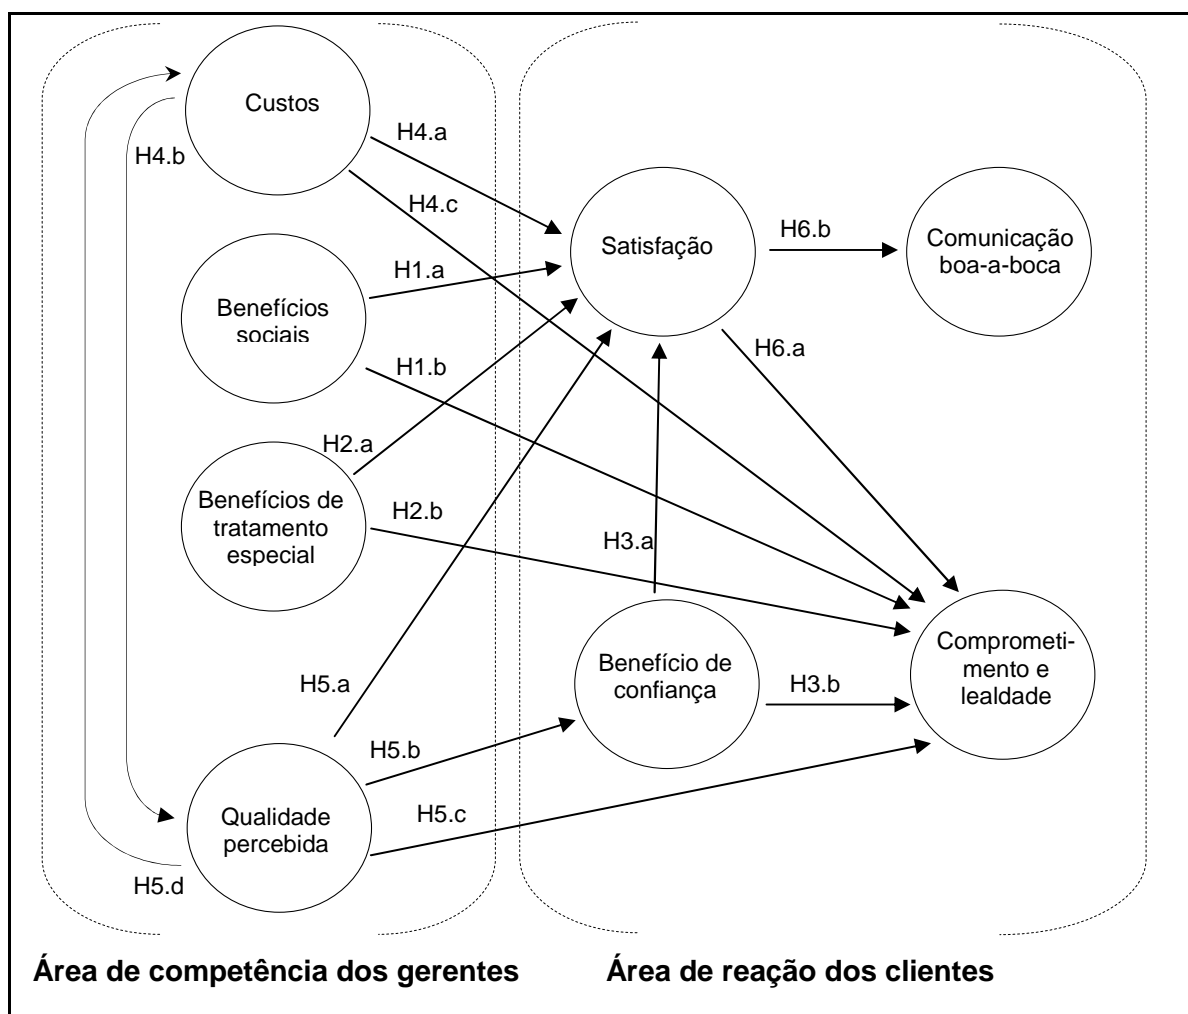 Custos
H4.a
H4.b
H4.c
Satisfação
H6.b
Comunicação
boa-a-boca
H1.a
Benefícios
sociais
H1.b
H6.a
H2.a
Benefícios de
tratamento
especial
H2.b
H3.a
Comprometi-
mento e
lealdade
Benefício de
confiança
H3.b
H5.a
H5.b
H5.c
Qualidade
percebida
H5.d
Área de competência dos gerentes
Área de reação dos clientes